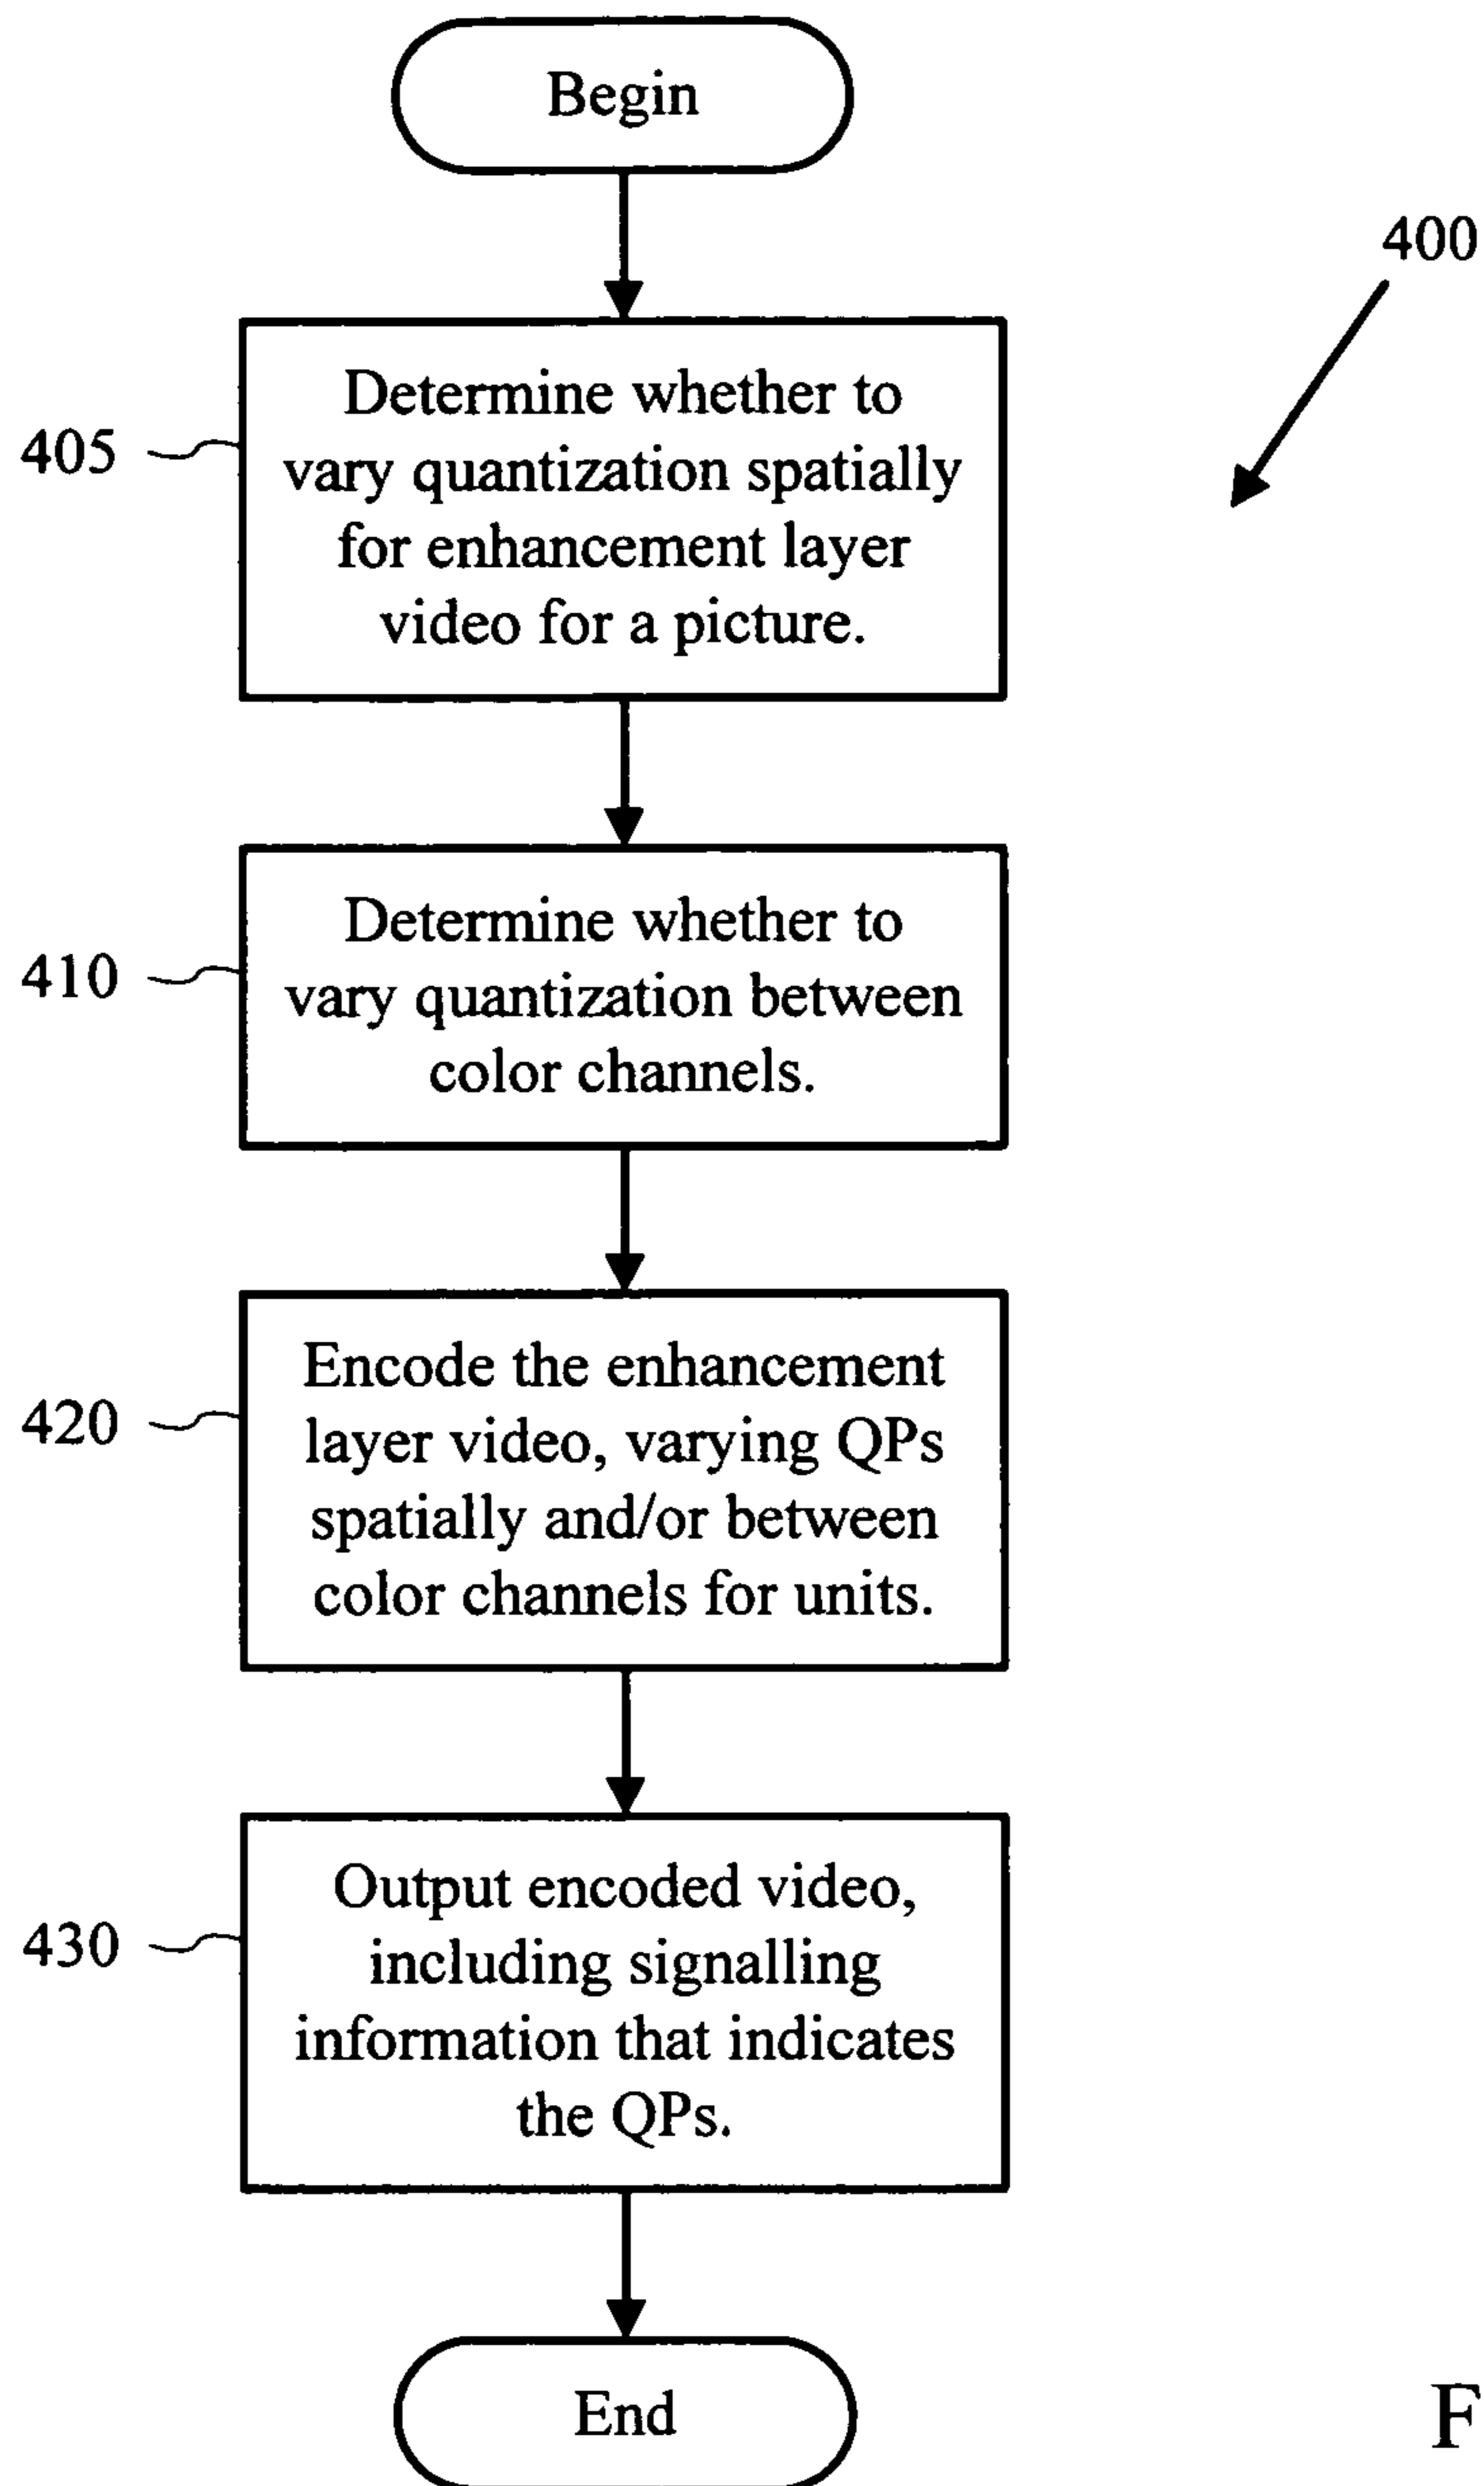 Begin
400
405
Determine whether to
vary quantization spatially
for enhancement layer
video for a picture.
410
Determine whether to
vary quantization between
color channels.
420
Encode the enhancement
layer video, varying QPs
spatially and/or between
color channels for units.
430
Output encoded video,
including signalling
information that indicates
the QPs.
End
F